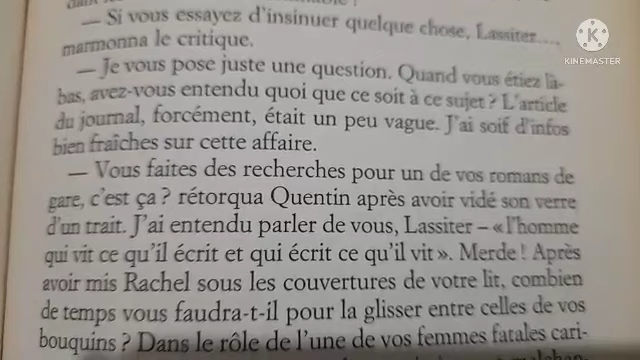 — Si vous essayez d'insinuer quelque chose, Lassiter...,
marmonna le critique.
— Je vous pose juste une question. Quand vous étiez là-
bas, avez-vous entendu quoi que ce soit à ce sujet ? L'article
du journal, forcément, était un peu vague. J'ai soif d'infos
bien fraîches sur cette affaire.
— Vous faites des recherches pour un de vos romans de
gare, c'est ça ? rétorqua Quentin après avoir vidé son verre
d'un trait. J'ai entendu parler de vous, Lassiter – « l'homme
qui vit ce qu'il écrit et qui écrit ce qu'il vit ». Merde ! Après
avoir mis Rachel sous les couvertures de votre lit, combien
de temps vous faudra-t-il pour la glisser entre celles de vos
bouquins ? Dans le rôle de l'une de vos femmes fatales cari-
K
KINEMASTER